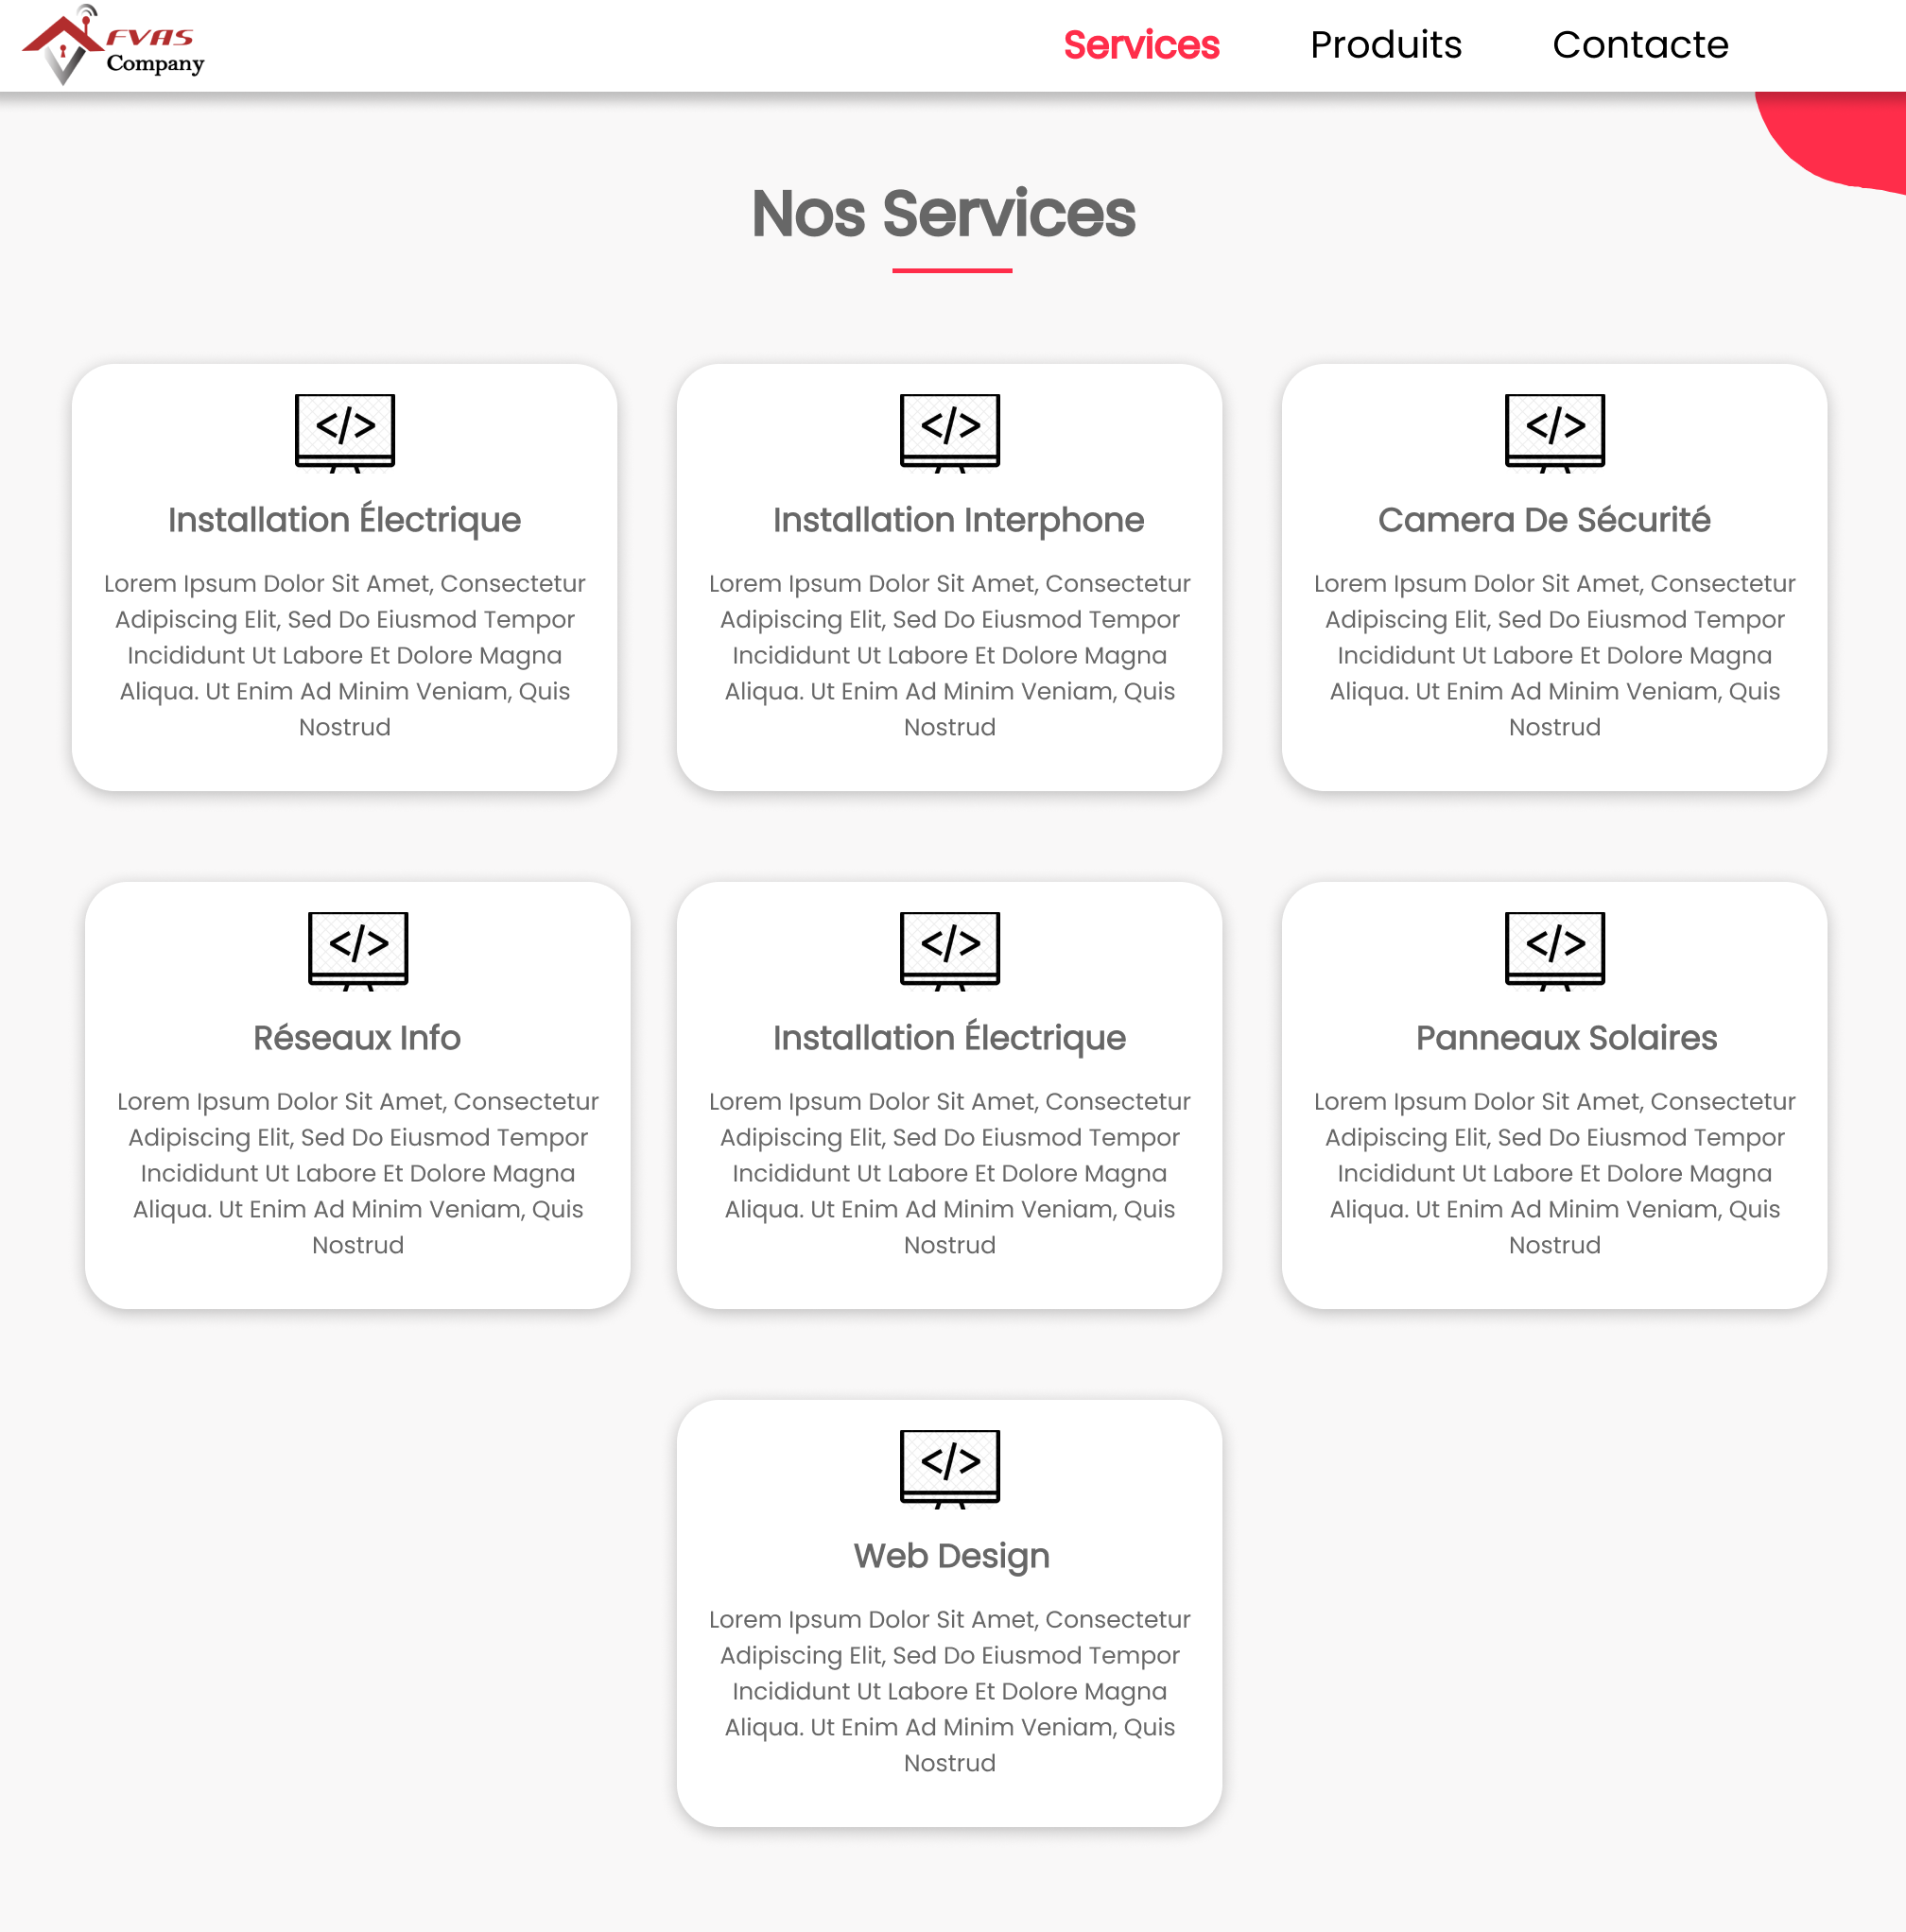 FVAS
Company
Services
Produits
Contacte
Nos Services
</>
Installation Électrique
Lorem Ipsum Dolor Sit Amet, Consectetur
Adipiscing Elit, Sed Do Eiusmod Tempor
Incididunt Ut Labore Et Dolore Magna
Aliqua. Ut Enim Ad Minim Veniam, Quis
Nostrud
</>
Installation Interphone
Lorem Ipsum Dolor Sit Amet, Consectetur
Adipiscing Elit, Sed Do Eiusmod Tempor
Incididunt Ut Labore Et Dolore Magna
Aliqua. Ut Enim Ad Minim Veniam, Quis
Nostrud
</>
Camera De Sécurité
Lorem Ipsum Dolor Sit Amet, Consectetur
Adipiscing Elit, Sed Do Eiusmod Tempor
Incididunt Ut Labore Et Dolore Magna
Aliqua. Ut Enim Ad Minim Veniam, Quis
Nostrud
</>
Réseaux Info
Lorem Ipsum Dolor Sit Amet, Consectetur
Adipiscing Elit, Sed Do Eiusmod Tempor
Incididunt Ut Labore Et Dolore Magna
Aliqua. Ut Enim Ad Minim Veniam, Quis
Nostrud
</>
Installation Électrique
Lorem Ipsum Dolor Sit Amet, Consectetur
Adipiscing Elit, Sed Do Eiusmod Tempor
Incididunt Ut Labore Et Dolore Magna
Aliqua. Ut Enim Ad Minim Veniam, Quis
Nostrud
</>
Panneaux Solaires
Lorem Ipsum Dolor Sit Amet, Consectetur
Adipiscing Elit, Sed Do Eiusmod Tempor
Incididunt Ut Labore Et Dolore Magna
Aliqua. Ut Enim Ad Minim Veniam, Quis
Nostrud
</>
Web Design
Lorem Ipsum Dolor Sit Amet, Consectetur
Adipiscing Elit, Sed Do Eiusmod Tempor
Incididunt Ut Labore Et Dolore Magna
Aliqua. Ut Enim Ad Minim Veniam, Quis
Nostrud